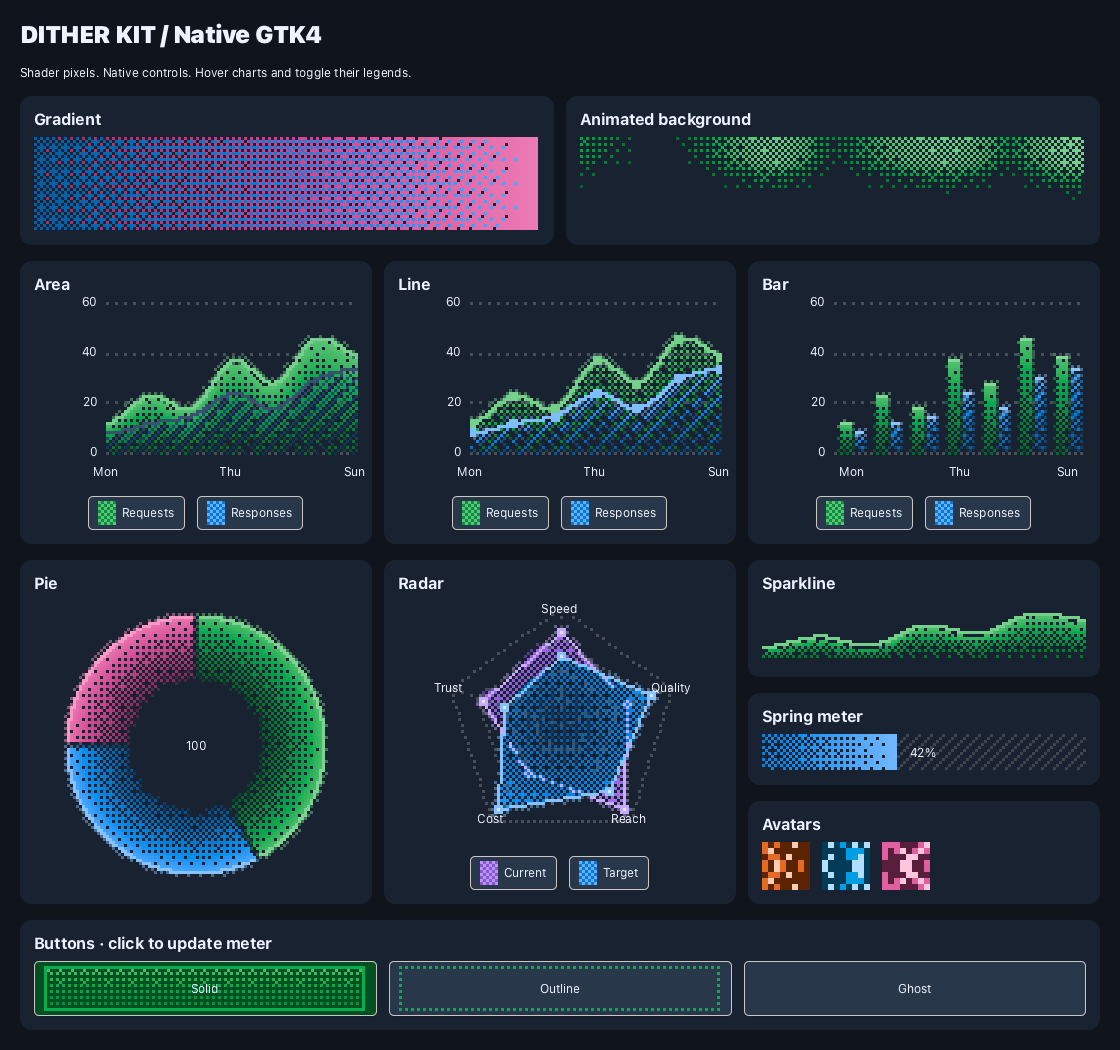 DITHER KIT / Native GTK4
Shader pixels. Native controls. Hover charts and toggle their legends.
Gradient
Animated background
Area
60
40
20
0
Mon Thu Sun
Requests Responses
Line
60
40
20
0
Mon Thu Sun
Requests Responses
Bar
60
40
20
0
Mon Thu Sun
Requests Responses
Pie
100
Radar
Speed
Trust Quality
Cost Reach
Current Target
Sparkline
Spring meter
42%
Avatars
Buttons · click to update meter
Solid Outline Ghost